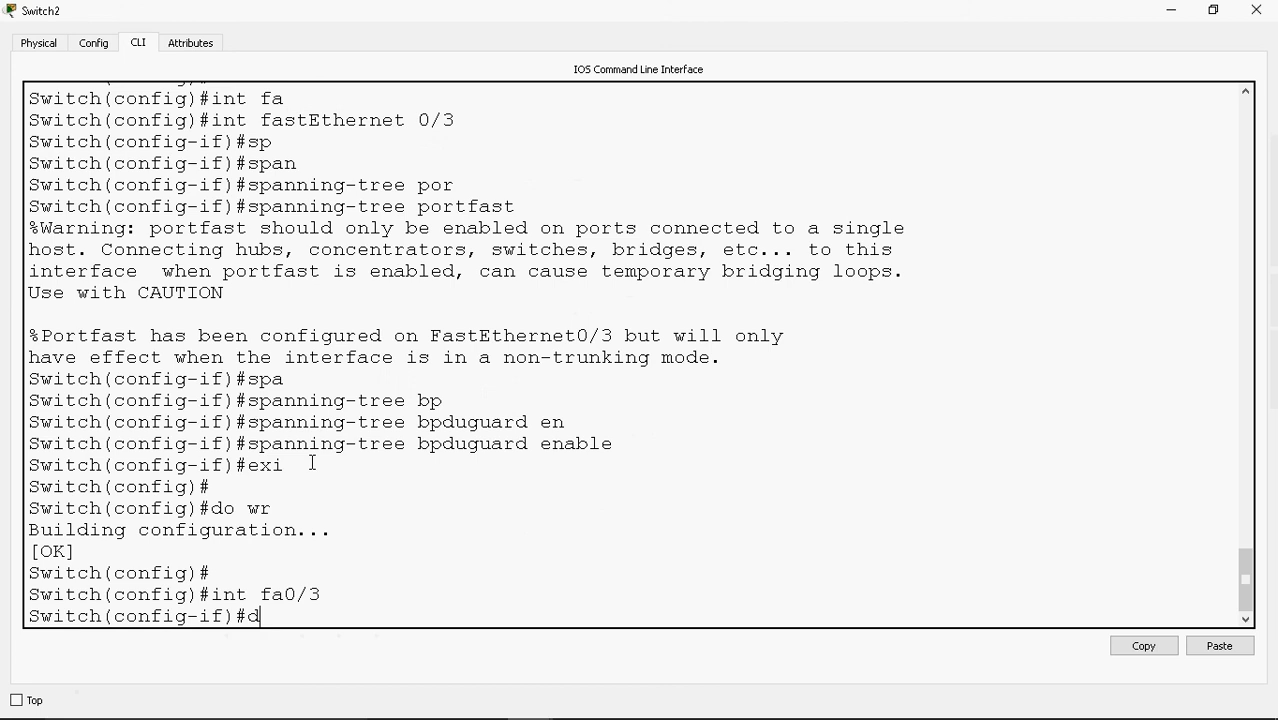 Switch2
Physical Config CLI Attributes
IOS Command Line Interface
Switch(config)#int fa
Switch(config)#int fastEthernet 0/3
Switch(config-if)#sp
Switch(config-if)#span
Switch(config-if)#spanning-tree por
Switch(config-if)#spanning-tree portfast
%Warning: portfast should only be enabled on ports connected to a single
host. Connecting hubs, concentrators, switches, bridges, etc... to this
interface  when portfast is enabled, can cause temporary bridging loops.
Use with CAUTION
%Portfast has been configured on FastEthernet0/3 but will only
have effect when the interface is in a non-trunking mode.
Switch(config-if)#spa
Switch(config-if)#spanning-tree bp
Switch(config-if)#spanning-tree bpduguard en
Switch(config-if)#spanning-tree bpduguard enable
Switch(config-if)#exi
Switch(config)#
Switch(config)#do wr
Building configuration...
[OK]
Switch(config)#
Switch(config)#int fa0/3
Switch(config-if)#d
Copy Paste
Top